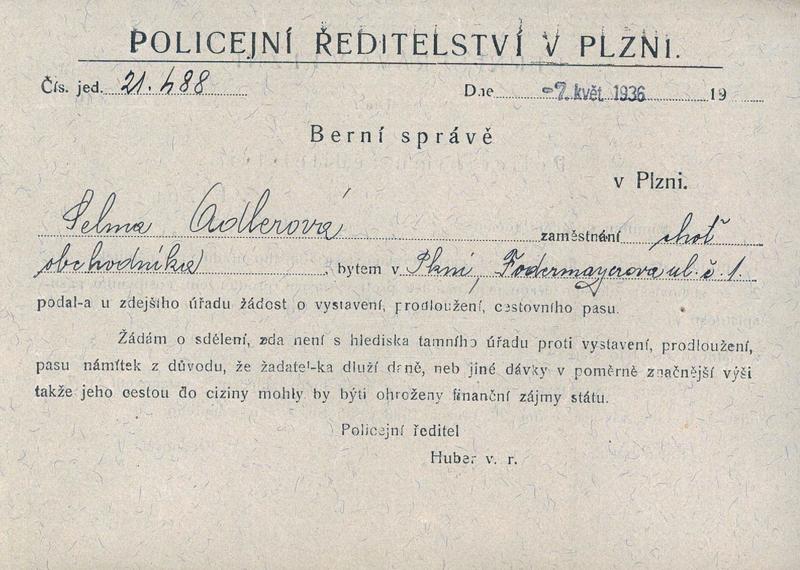 POLICEJNÍ ŘEDITELSTVÍ V PLZNI.
Čís. jed. 21.488 Dne -7. květ 1936 19
Berní správě
v Plzni.
Selma Adlerová zaměstnání choť
obchodníka bytem v Plzni, Fodermayerova ul. č. 1.
podal-a u zdejšího úřadu žádost o vystavení, prodloužení, cestovního pasu.
Žádám o sdělení, zda není s hlediska tamního úřadu proti vystavení, prodloužení,
pasu námitek z důvodu, že žadatel-ka dluží daně, neb jiné dávky v poměrně značnější výši
takže jeho cestou do ciziny mohly by býti ohroženy finanční zájmy státu.
Policejní ředitel
Huber v. r.